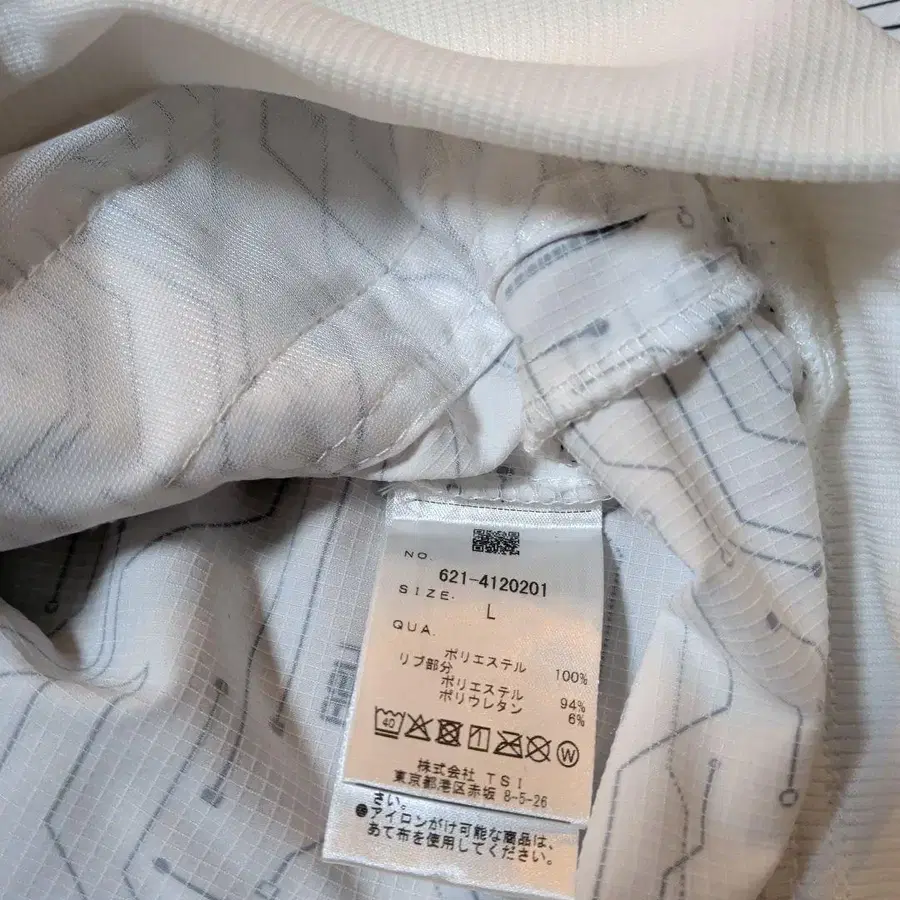 NO.
621-4120201
SIZE.
L
QUA.
ポリエステル 100%
リブ部分
ポリエステル 94%
ポリウレタン 6%
40 W
株式会社 TSI
東京都港区赤坂 8-5-26
さい。
●アイロンがけ可能な商品は、
あて布を使用してください。